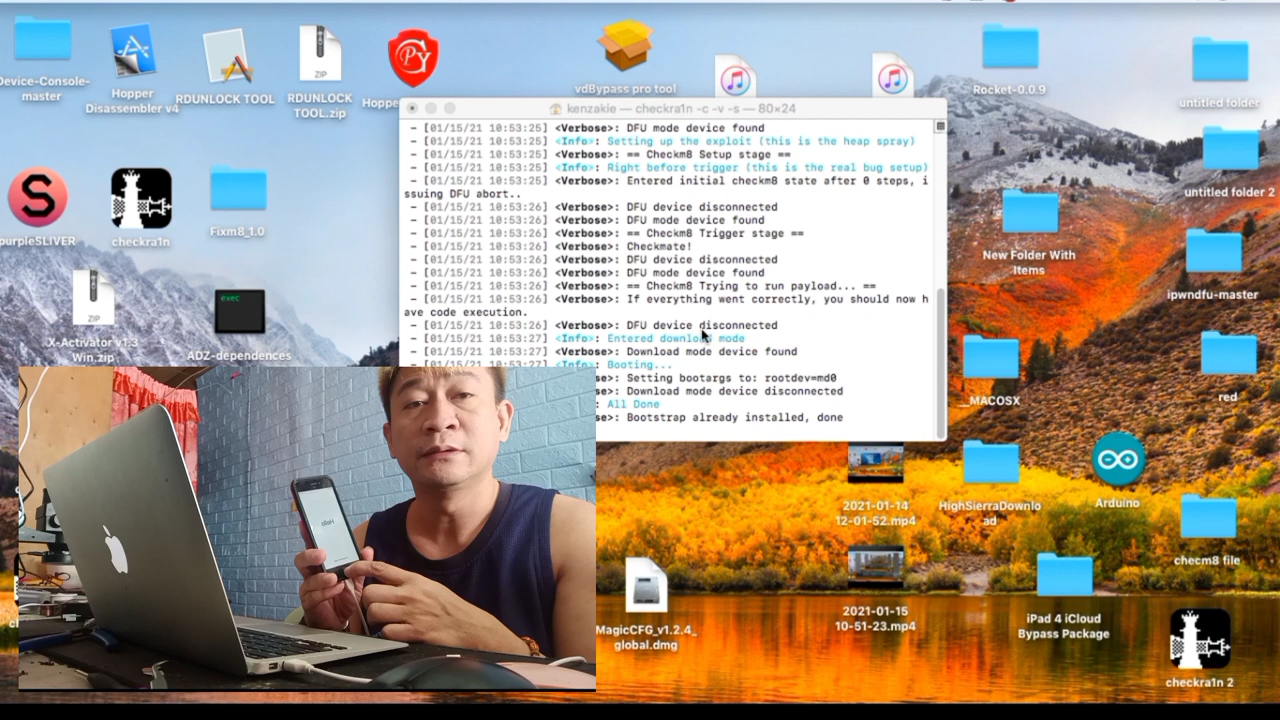 Device-Console-
master
Hopper
Disassembler v4
RDUNLOCK TOOL
ZIP
RDUNLOCK
TOOL.zip
Hoppe
vdBypass pro tool
Rocket-0.0.9
untitled folder
purpleSLIVER
checkra1n
Fixm8_1.0
ZIP
X-Activator v1.3
Win.zip
exec
ADZ-dependences
kenzakie — checkra1n -c -v -s — 80×24
- [01/15/21 10:53:25] <Verbose>: DFU mode device found
- [01/15/21 10:53:25] <Info>: Setting up the exploit (this is the heap spray)
- [01/15/21 10:53:25] <Verbose>: == Checkm8 Setup stage ==
- [01/15/21 10:53:25] <Info>: Right before trigger (this is the real bug setup)
- [01/15/21 10:53:25] <Verbose>: Entered initial checkm8 state after 0 steps, i
ssuing DFU abort..
- [01/15/21 10:53:26] <Verbose>: DFU device disconnected
- [01/15/21 10:53:26] <Verbose>: DFU mode device found
- [01/15/21 10:53:26] <Verbose>: == Checkm8 Trigger stage ==
- [01/15/21 10:53:26] <Verbose>: Checkmate!
- [01/15/21 10:53:26] <Verbose>: DFU device disconnected
- [01/15/21 10:53:26] <Verbose>: DFU mode device found
- [01/15/21 10:53:26] <Verbose>: == Checkm8 Trying to run payload... ==
- [01/15/21 10:53:26] <Verbose>: If everything went correctly, you should now h
ave code execution.
- [01/15/21 10:53:26] <Verbose>: DFU device disconnected
- [01/15/21 10:53:27] <Info>: Entered download mode
- [01/15/21 10:53:27] <Verbose>: Download mode device found
- [01/15/21 10:53:27] <Info>: Booting...
se>: Setting bootargs to: rootdev=md0
se>: Download mode device disconnected
: All Done
ose>: Bootstrap already installed, done
untitled folder 2
New Folder With
Items
ipwndfu-master
__MACOSX
red
2021-01-14
12-01-52.mp4
HighSierraDownlo
ad
Arduino
checm8 file
2021-01-15
10-51-23.mp4
iPad 4 iCloud
Bypass Package
MagicCFG_v1.2.4_
global.dmg
checkra1n 2
Hello